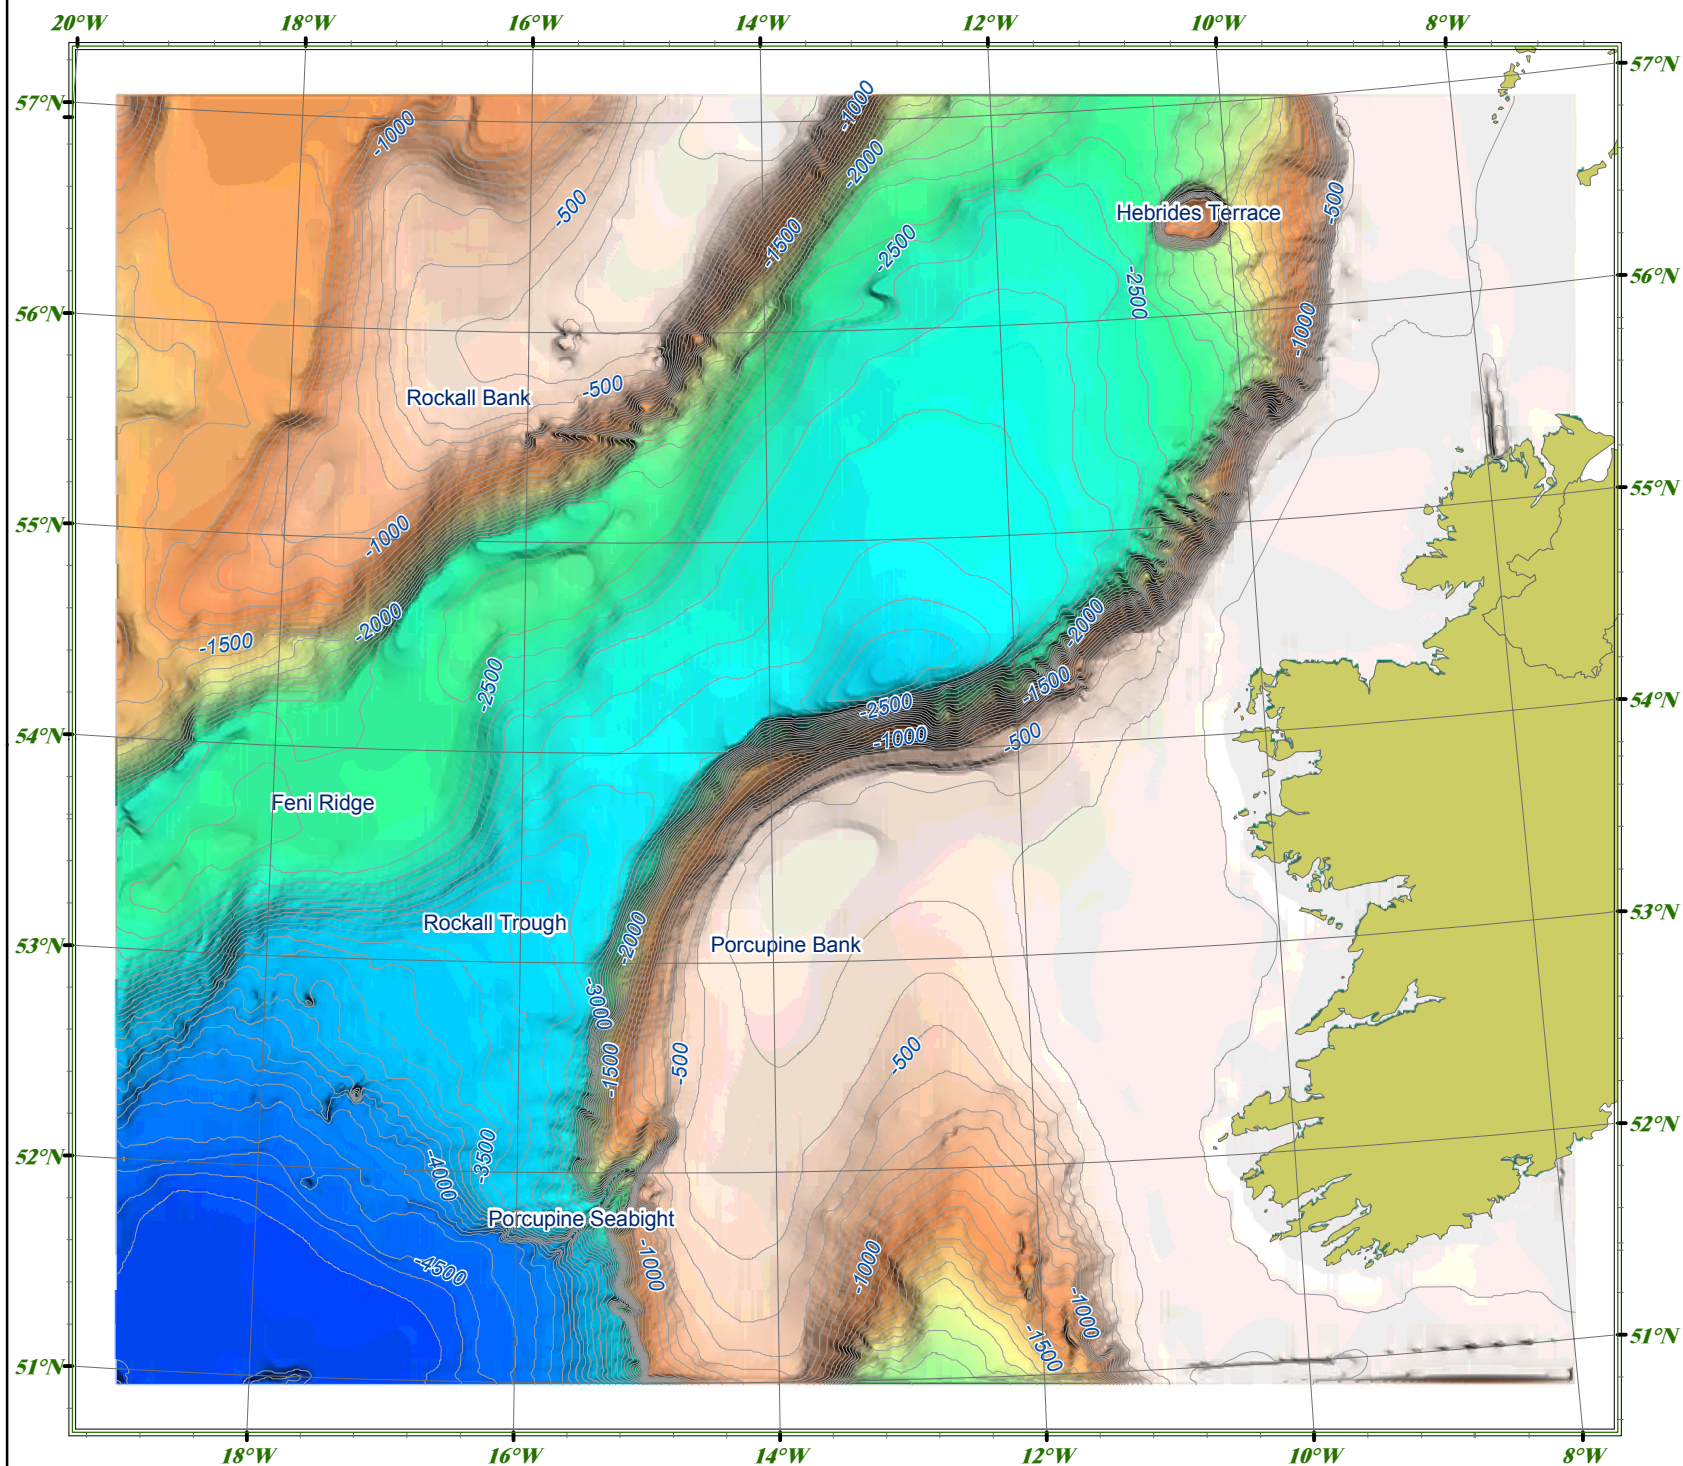 20°W 18°W 16°W 14°W 12°W 10°W 8°W
57°N 57°N
-1000 -1000
-2000
-500 -500
Hebrides Terrace
-1500 -2500
56°N -2500
56°N
-1000
-500
Rockall Bank
55°N
55°N
-1000
-2000 -2000
-1500
-2500 -1500
54°N
-2500
54°N -1000 -500
Feni Ridge
53°N
Rockall Trough
-2000 Porcupine Bank
53°N
-3000
-500
-1500 -500
52°N
52°N -4000 -3500
Porcupine Seabight
-4500 -1000 -1000
-1000
51°N
-1500
51°N
18°W 16°W 14°W 12°W 10°W 8°W